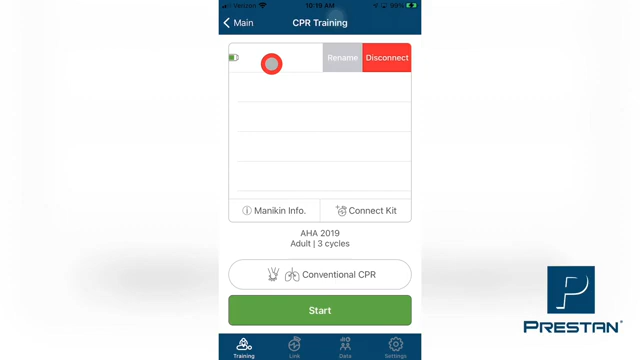 Verizon 10:19 AM 99%
Main CPR Training
Rename Disconnect
Manikin Info. Connect Kit
AHA 2019
Adult | 3 cycles
Conventional CPR
Start
Training Link Data Settings
PRESTAN